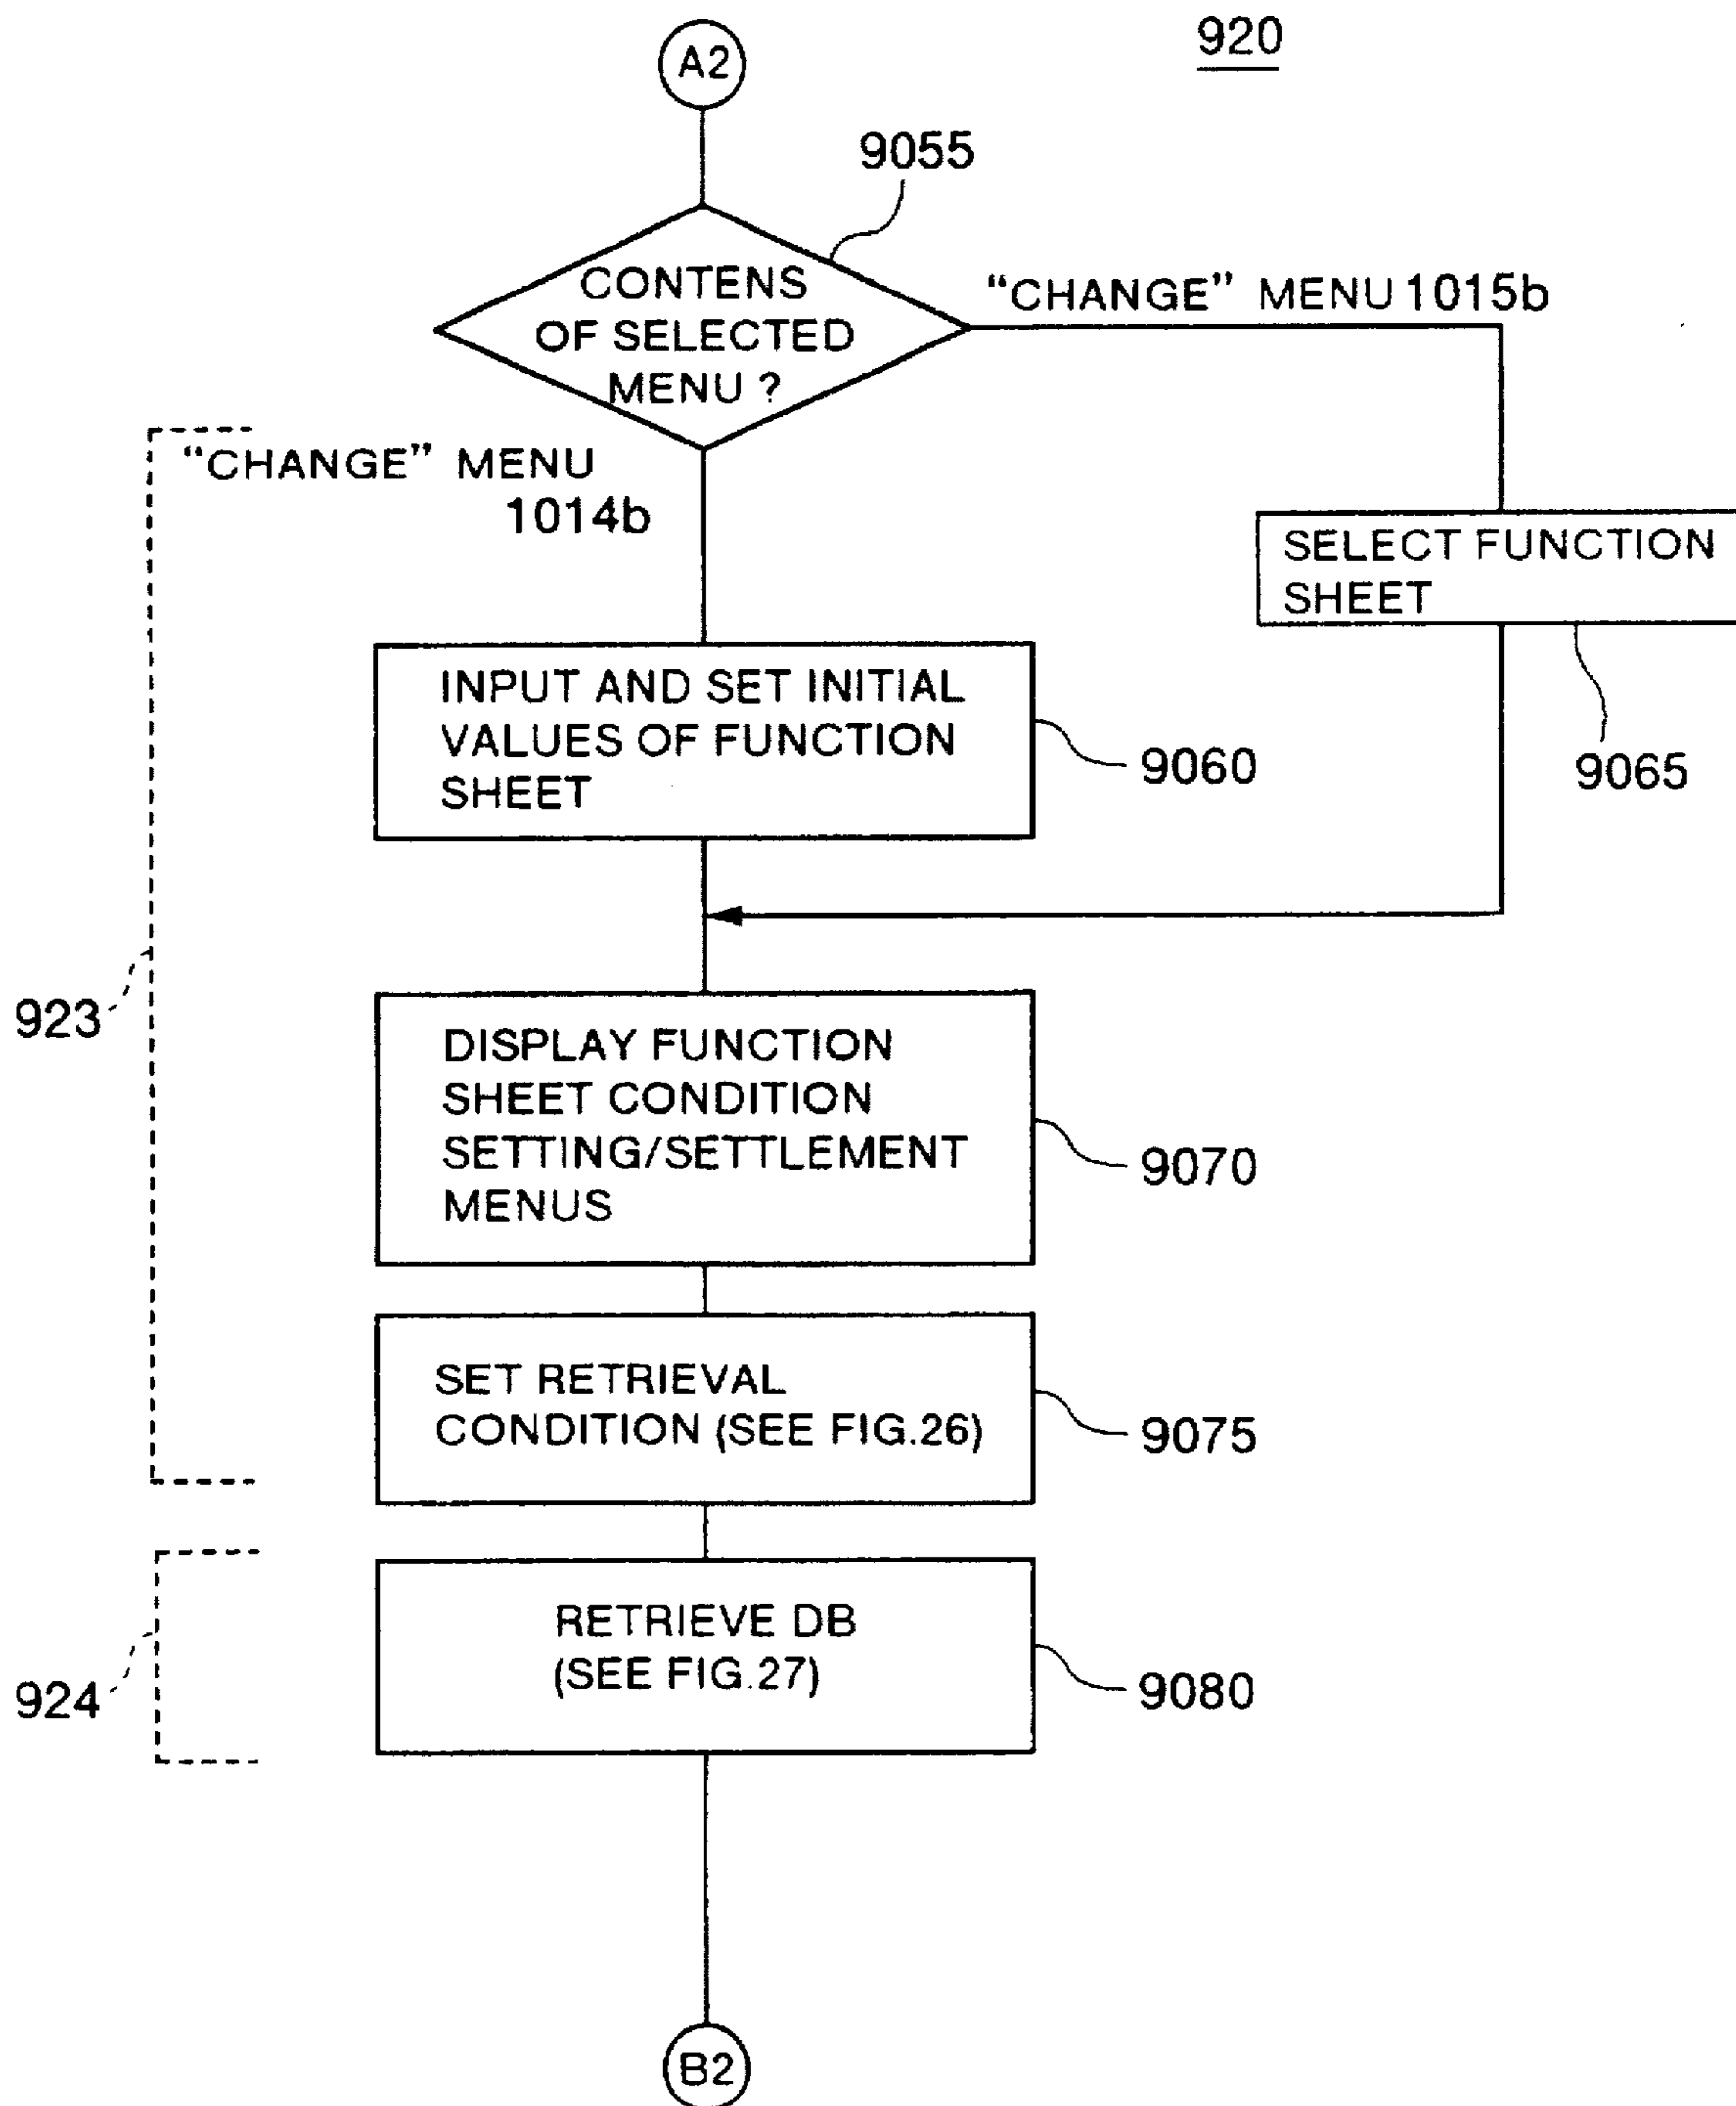 920
A2
9055
CONTENS
OF SELECTED
MENU ?
"CHANGE" MENU 1015b
"CHANGE" MENU
1014b
SELECT FUNCTION
SHEET
9065
INPUT AND SET INITIAL
VALUES OF FUNCTION
SHEET
9060
923
DISPLAY FUNCTION
SHEET CONDITION
SETTING/SETTLEMENT
MENUS
9070
SET RETRIEVAL
CONDITION (SEE FIG.26)
9075
924
RETRIEVE DB
(SEE FIG.27)
9080
B2